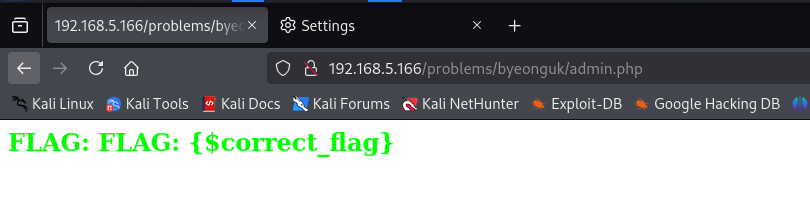 192.168.5.166/problems/byeo
Settings
192.168.5.166/problems/byeonguk/admin.php
Kali Linux Kali Tools Kali Docs Kali Forums Kali NetHunter Exploit-DB Google Hacking DB
FLAG: FLAG: {$correct_flag}